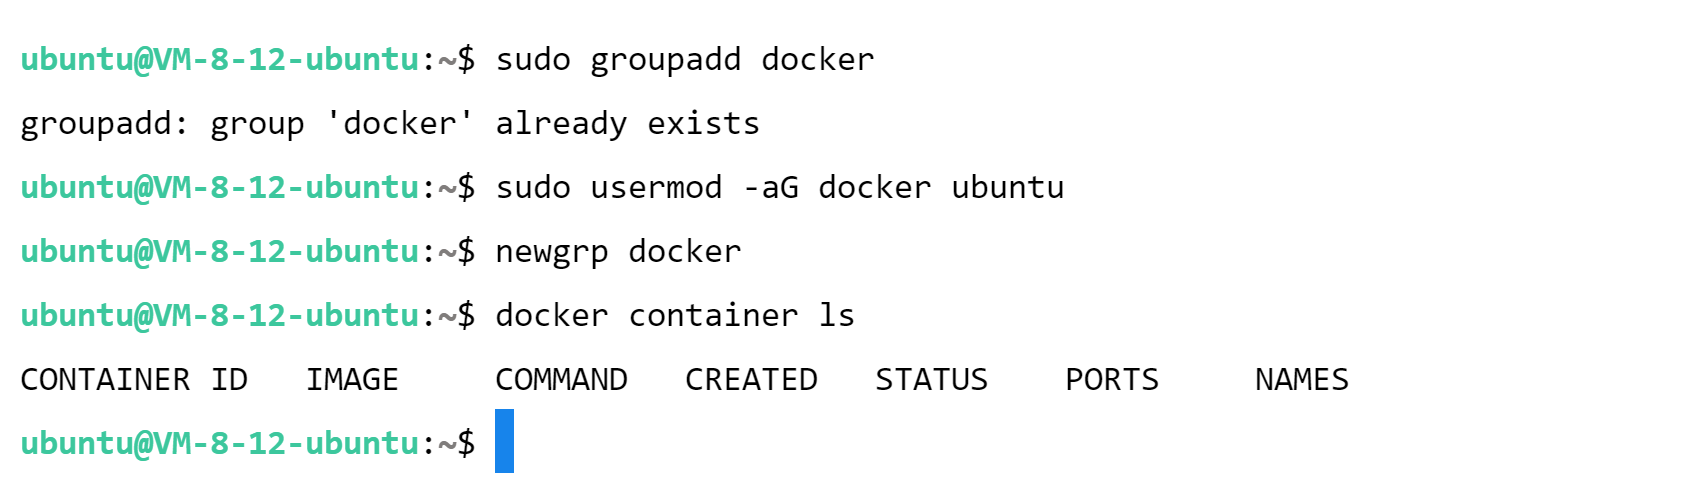 ubuntu@VM-8-12-ubuntu:~$ sudo groupadd docker
groupadd: group 'docker' already exists
ubuntu@VM-8-12-ubuntu:~$ sudo usermod -aG docker ubuntu
ubuntu@VM-8-12-ubuntu:~$ newgrp docker
ubuntu@VM-8-12-ubuntu:~$ docker container ls
CONTAINER ID   IMAGE     COMMAND   CREATED   STATUS    PORTS     NAMES
ubuntu@VM-8-12-ubuntu:~$